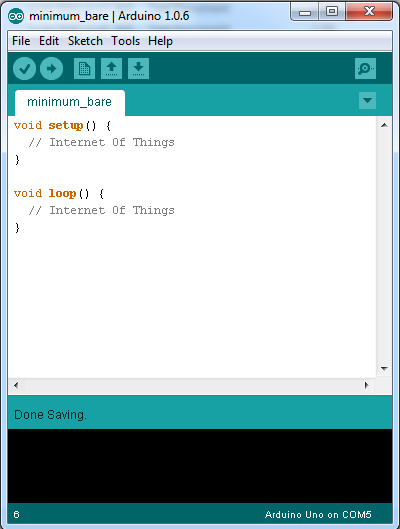 minimum_bare | Arduino 1.0.6
File Edit Sketch Tools Help
minimum_bare
void setup() {
  // Internet Of Things
}
void loop() {
  // Internet Of Things
}
Done Saving.
6 Arduino Uno on COM5